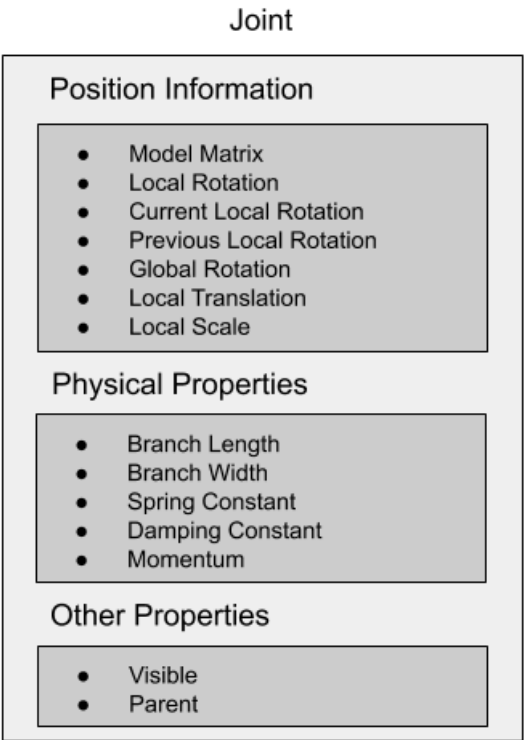 Joint
Position Information
● Model Matrix
● Local Rotation
● Current Local Rotation
● Previous Local Rotation
● Global Rotation
● Local Translation
● Local Scale
Physical Properties
● Branch Length
● Branch Width
● Spring Constant
● Damping Constant
● Momentum
Other Properties
● Visible
● Parent